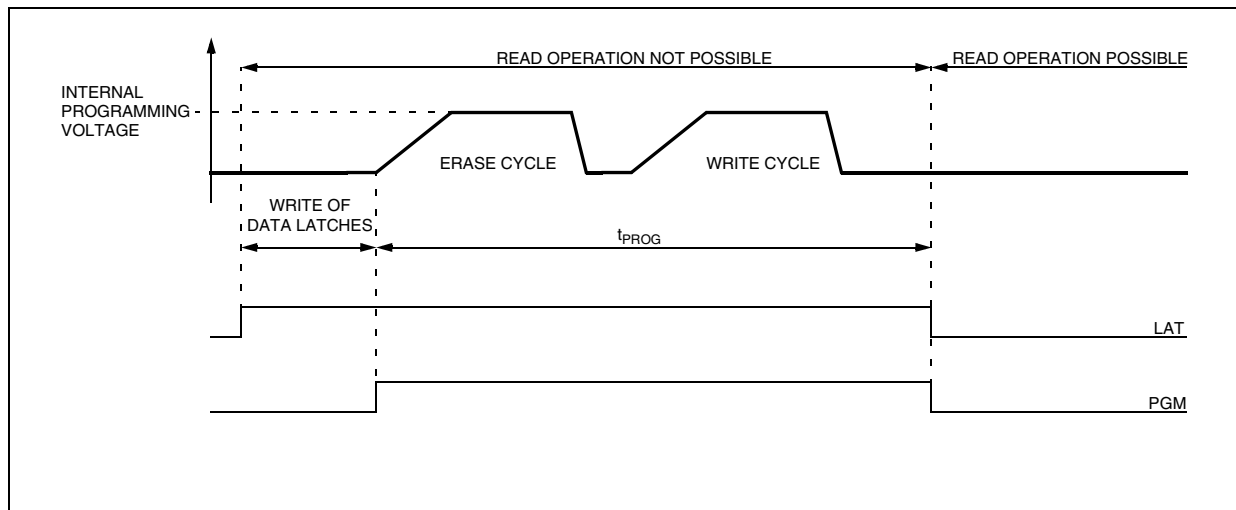 READ OPERATION NOT POSSIBLE
READ OPERATION POSSIBLE
INTERNAL
PROGRAMMING
VOLTAGE
ERASE CYCLE
WRITE CYCLE
WRITE OF
DATA LATCHES
tPROG
LAT
PGM